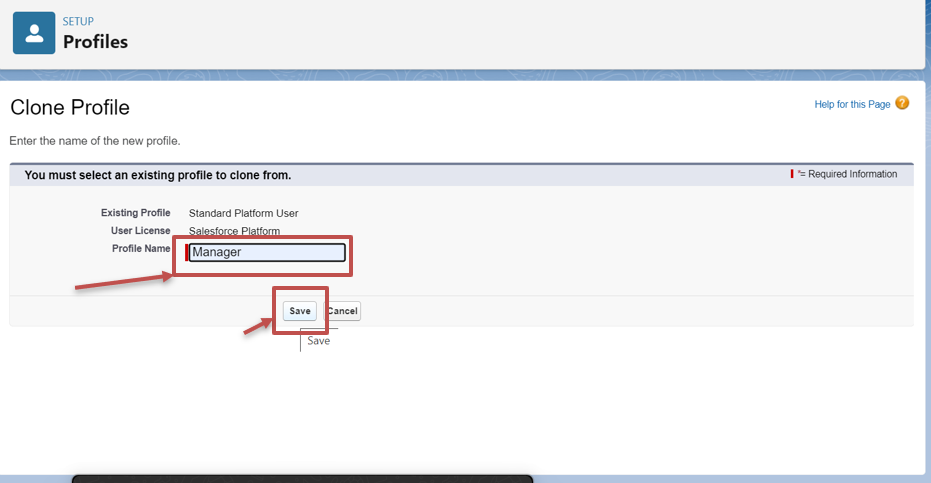 SETUP
Profiles
Clone Profile
Help for this Page ?
Enter the name of the new profile.
You must select an existing profile to clone from.
*= Required Information
Existing Profile Standard Platform User
User License Salesforce Platform
Profile Name Manager
Save Cancel
Save